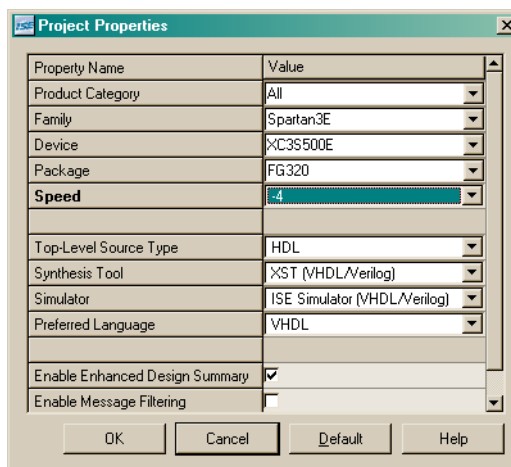 ISE Project Properties
Property Name Value
Product Category All
Family Spartan3E
Device XC3S500E
Package FG320
Speed -4
Top-Level Source Type HDL
Synthesis Tool XST (VHDL/Verilog)
Simulator ISE Simulator (VHDL/Verilog)
Preferred Language VHDL
Enable Enhanced Design Summary
Enable Message Filtering
OK Cancel Default Help